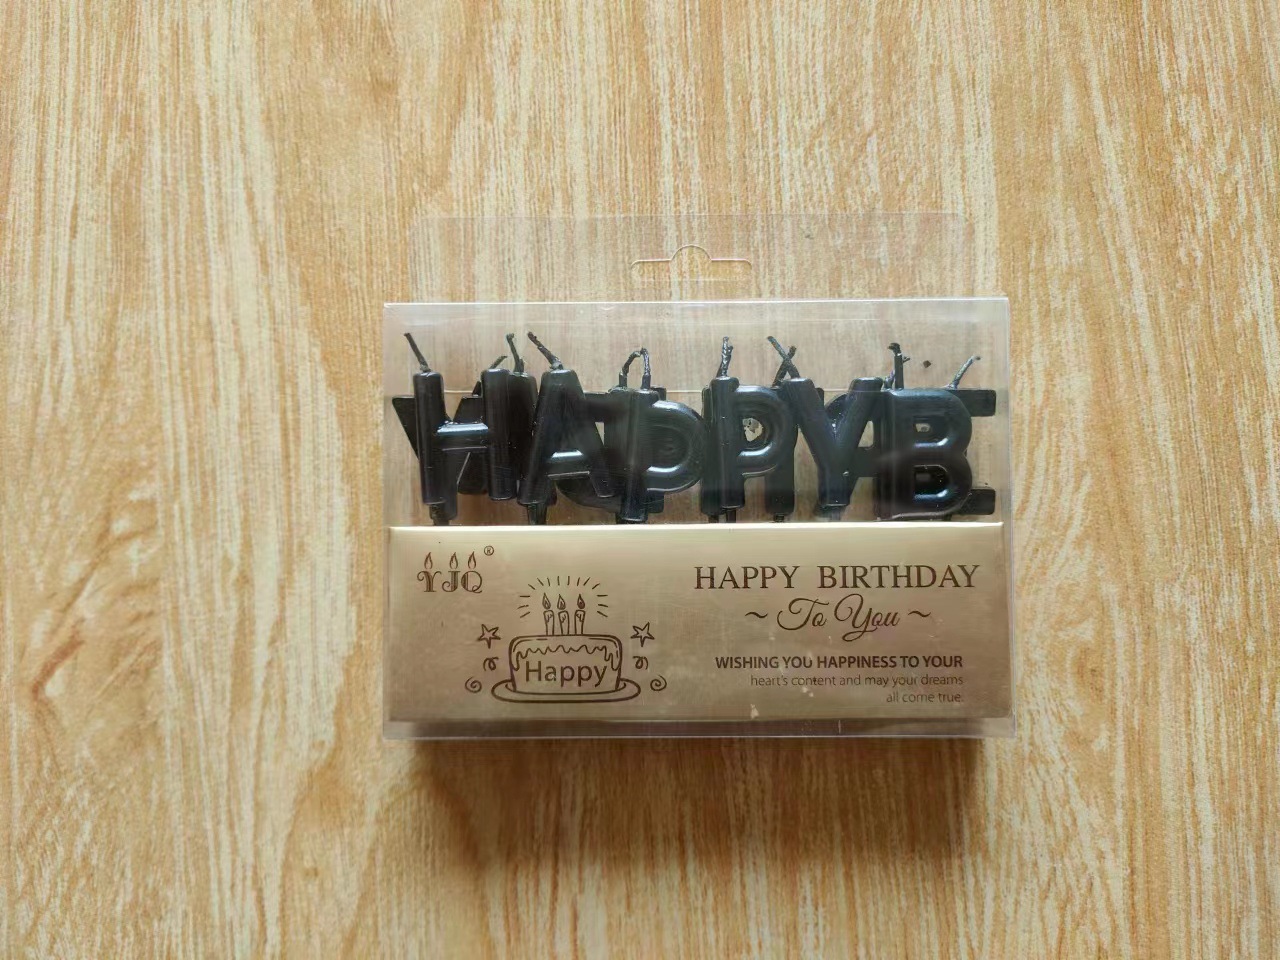 HAPPYB
YJQ®
Happy
HAPPY BIRTHDAY
~ To You ~
WISHING YOU HAPPINESS TO YOUR
heart's content and may your dreams
all come true.